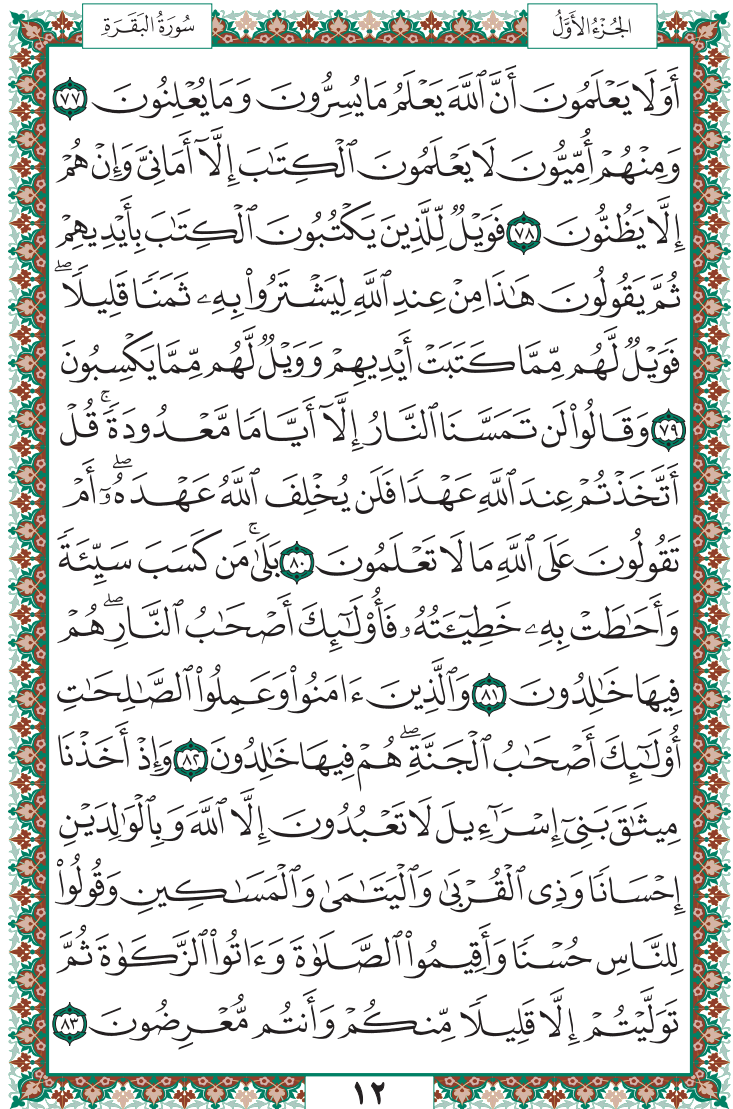 الجُزْءُ الأَوَّلُ
سُورَةُ البَقَرَةِ
أَوَلَا يَعْلَمُونَ أَنَّ ٱللَّهَ يَعْلَمُ مَا يُسِرُّونَ وَمَا يُعْلِنُونَ ٧٧
وَمِنْهُمْ أُمِّيُّونَ لَا يَعْلَمُونَ ٱلْكِتَٰبَ إِلَّآ أَمَانِيَّ وَإِنْ هُمْ
إِلَّا يَظُنُّونَ ٧٨ فَوَيْلٌ لِّلَّذِينَ يَكْتُبُونَ ٱلْكِتَٰبَ بِأَيْدِيهِمْ
ثُمَّ يَقُولُونَ هَٰذَا مِنْ عِندِ ٱللَّهِ لِيَشْتَرُوا۟ بِهِۦ ثَمَنًا قَلِيلًا ۖ
فَوَيْلٌ لَّهُم مِّمَّا كَتَبَتْ أَيْدِيهِمْ وَوَيْلٌ لَّهُم مِّمَّا يَكْسِبُونَ
٧٩ وَقَالُوا۟ لَن تَمَسَّنَا ٱلنَّارُ إِلَّآ أَيَّامًا مَّعْدُودَةً ۚ قُلْ
أَتَّخَذْتُمْ عِندَ ٱللَّهِ عَهْدًا فَلَن يُخْلِفَ ٱللَّهُ عَهْدَهُۥٓ ۖ أَمْ
تَقُولُونَ عَلَى ٱللَّهِ مَا لَا تَعْلَمُونَ ٨٠ بَلَىٰ ۚ مَن كَسَبَ سَيِّئَةً
وَأَحَٰطَتْ بِهِۦ خَطِيٓـَٔتُهُۥ فَأُو۟لَٰٓئِكَ أَصْحَٰبُ ٱلنَّارِ ۖ هُمْ
فِيهَا خَٰلِدُونَ ٨١ وَٱلَّذِينَ ءَامَنُوا۟ وَعَمِلُوا۟ ٱلصَّٰلِحَٰتِ
أُو۟لَٰٓئِكَ أَصْحَٰبُ ٱلْجَنَّةِ ۖ هُمْ فِيهَا خَٰلِدُونَ ٨٢ وَإِذْ أَخَذْنَا
مِيثَٰقَ بَنِىٓ إِسْرَٰٓءِيلَ لَا تَعْبُدُونَ إِلَّا ٱللَّهَ وَبِٱلْوَٰلِدَيْنِ
إِحْسَانًا وَذِى ٱلْقُرْبَىٰ وَٱلْيَتَٰمَىٰ وَٱلْمَسَٰكِينِ وَقُولُوا۟
لِلنَّاسِ حُسْنًا وَأَقِيمُوا۟ ٱلصَّلَوٰةَ وَءَاتُوا۟ ٱلزَّكَوٰةَ ثُمَّ
تَوَلَّيْتُمْ إِلَّا قَلِيلًا مِّنكُمْ وَأَنتُم مُّعْرِضُونَ ٨٣
١٢